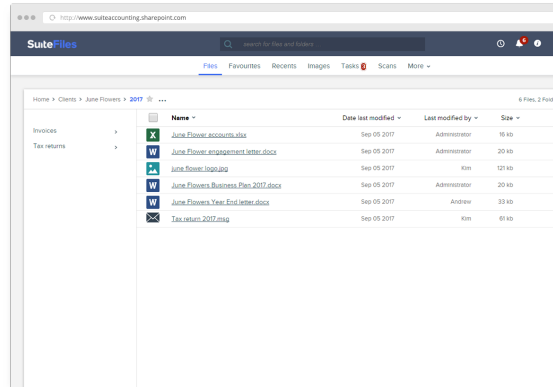 http://www.suiteaccounting.sharepoint.com
SuiteFiles search for files and folders 6
Files Favourites Recents Images Tasks Scans More
Home > Clients > June Flowers > 2017 ... 6 Files, 2 Fold
Name Date last modified Last modified by Size
Invoices >
Tax returns >
June Flower accounts.xlsx Sep 05 2017 Administrator 16 kb
June Flower engagement letter.docx Sep 05 2017 Administrator 20 kb
june flower logo.jpg Sep 05 2017 Kim 121 kb
June Flowers Business Plan 2017.docx Sep 05 2017 Administrator 20 kb
June Flowers Year End letter.docx Sep 05 2017 Andrew 33 kb
Tax return 2017.msg Sep 05 2017 Kim 61 kb